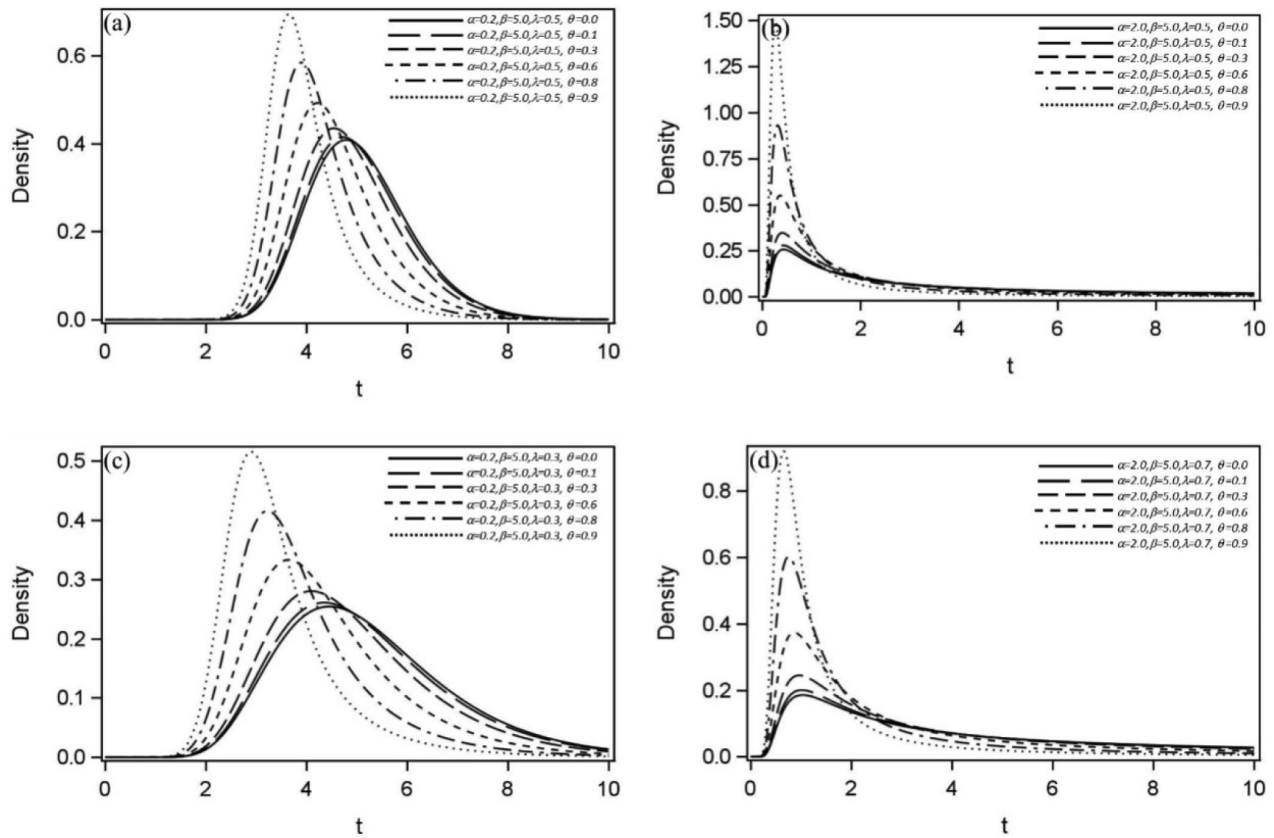 (a)
α=0.2,β=5.0,λ=0.5, θ=0.0
α=0.2,β=5.0,λ=0.5, θ=0.1
α=0.2,β=5.0,λ=0.5, θ=0.3
α=0.2,β=5.0,λ=0.5, θ=0.6
α=0.2,β=5.0,λ=0.5, θ=0.8
α=0.2,β=5.0,λ=0.5, θ=0.9
Density
0.6
0.4
0.2
0.0
0 2 4 6 8 10
t
(b)
α=2.0,β=5.0,λ=0.5, θ=0.0
α=2.0,β=5.0,λ=0.5, θ=0.1
α=2.0,β=5.0,λ=0.5, θ=0.3
α=2.0,β=5.0,λ=0.5, θ=0.6
α=2.0,β=5.0,λ=0.5, θ=0.8
α=2.0,β=5.0,λ=0.5, θ=0.9
Density
1.50
1.25
1.00
0.75
0.50
0.25
0.00
0 2 4 6 8 10
t
(c)
α=0.2,β=5.0,λ=0.3, θ=0.0
α=0.2,β=5.0,λ=0.3, θ=0.1
α=0.2,β=5.0,λ=0.3, θ=0.3
α=0.2,β=5.0,λ=0.3, θ=0.6
α=0.2,β=5.0,λ=0.3, θ=0.8
α=0.2,β=5.0,λ=0.3, θ=0.9
Density
0.5
0.4
0.3
0.2
0.1
0.0
0 2 4 6 8 10
t
(d)
α=2.0,β=5.0,λ=0.7, θ=0.0
α=2.0,β=5.0,λ=0.7, θ=0.1
α=2.0,β=5.0,λ=0.7, θ=0.3
α=2.0,β=5.0,λ=0.7, θ=0.6
α=2.0,β=5.0,λ=0.7, θ=0.8
α=2.0,β=5.0,λ=0.7, θ=0.9
Density
0.8
0.6
0.4
0.2
0.0
0 2 4 6 8 10
t